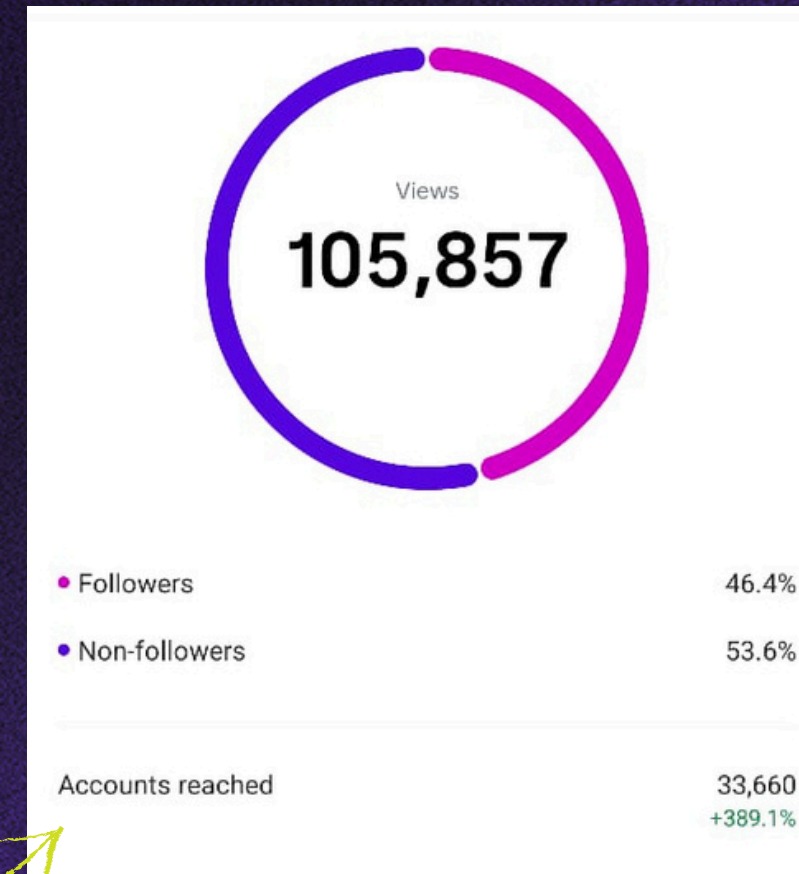 Views
105,857
Followers 46.4%
Non-followers 53.6%
Accounts reached 33,660
+389.1%